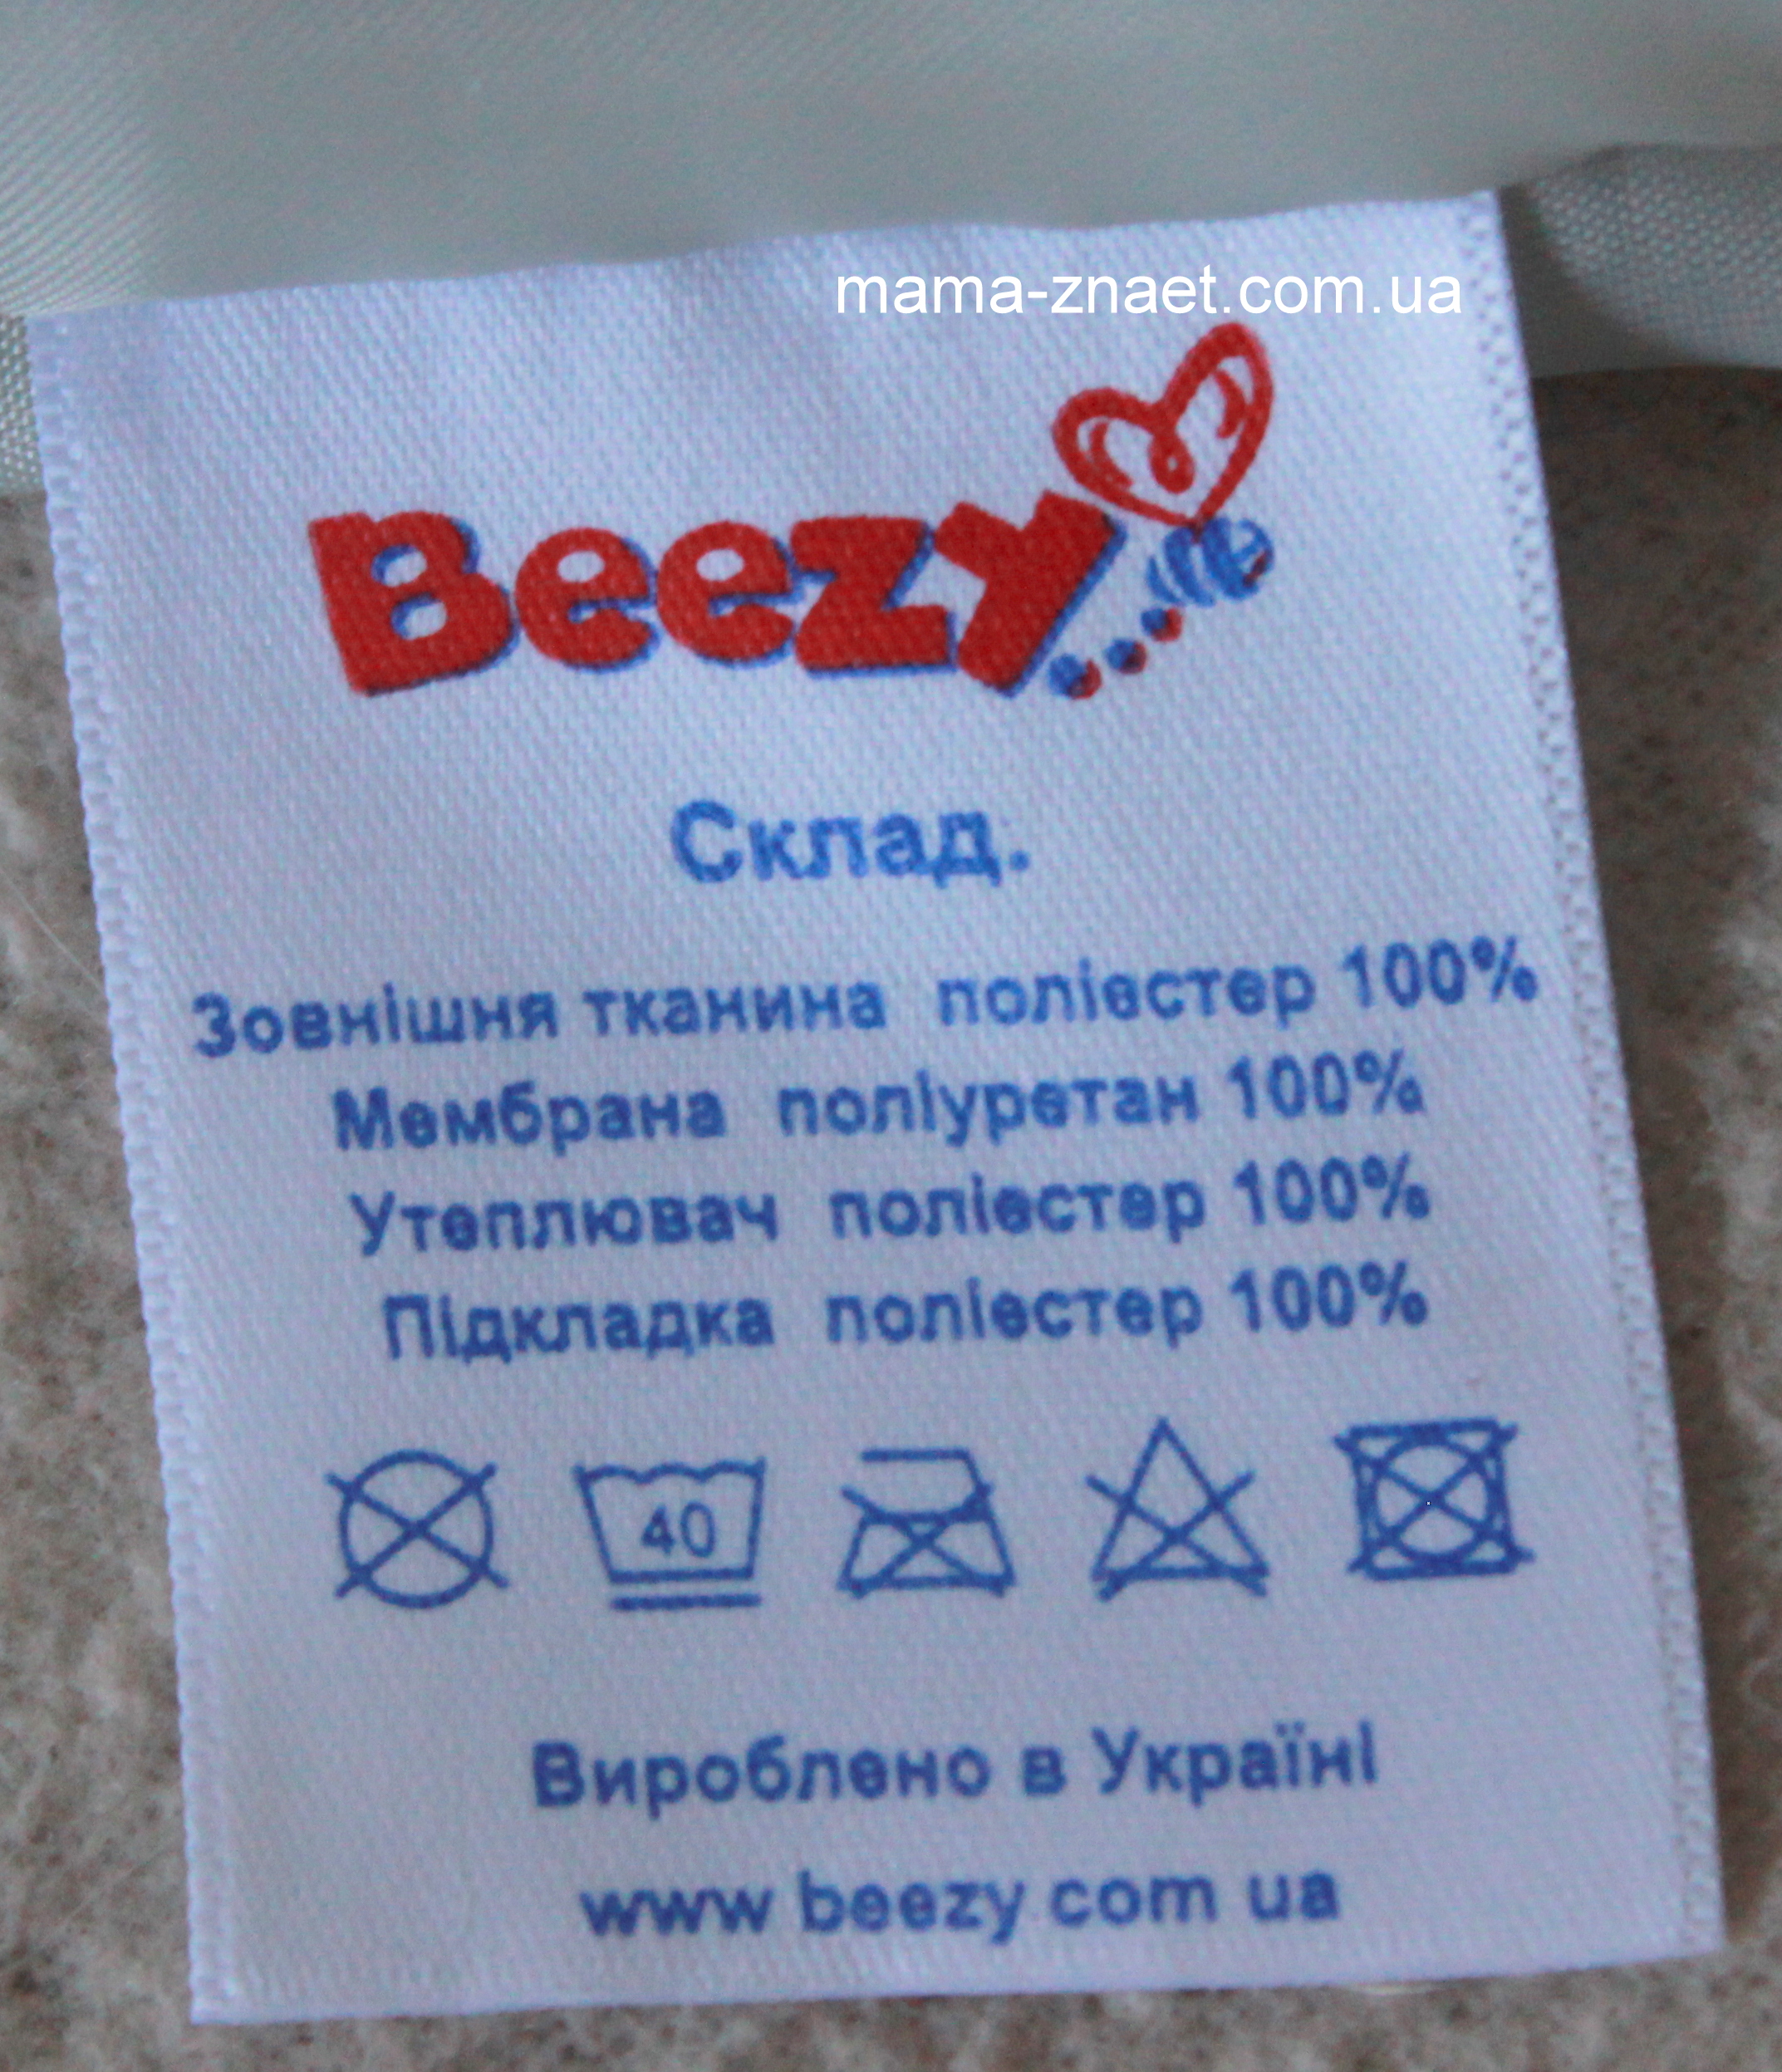 mama-znaet.com.ua
Beezy
Склад.
Зовнішня тканина поліестер 100%
Мембрана поліуретан 100%
Утеплювач поліестер 100%
Підкладка поліестер 100%
40
Вироблено в Україні
www beezy com ua